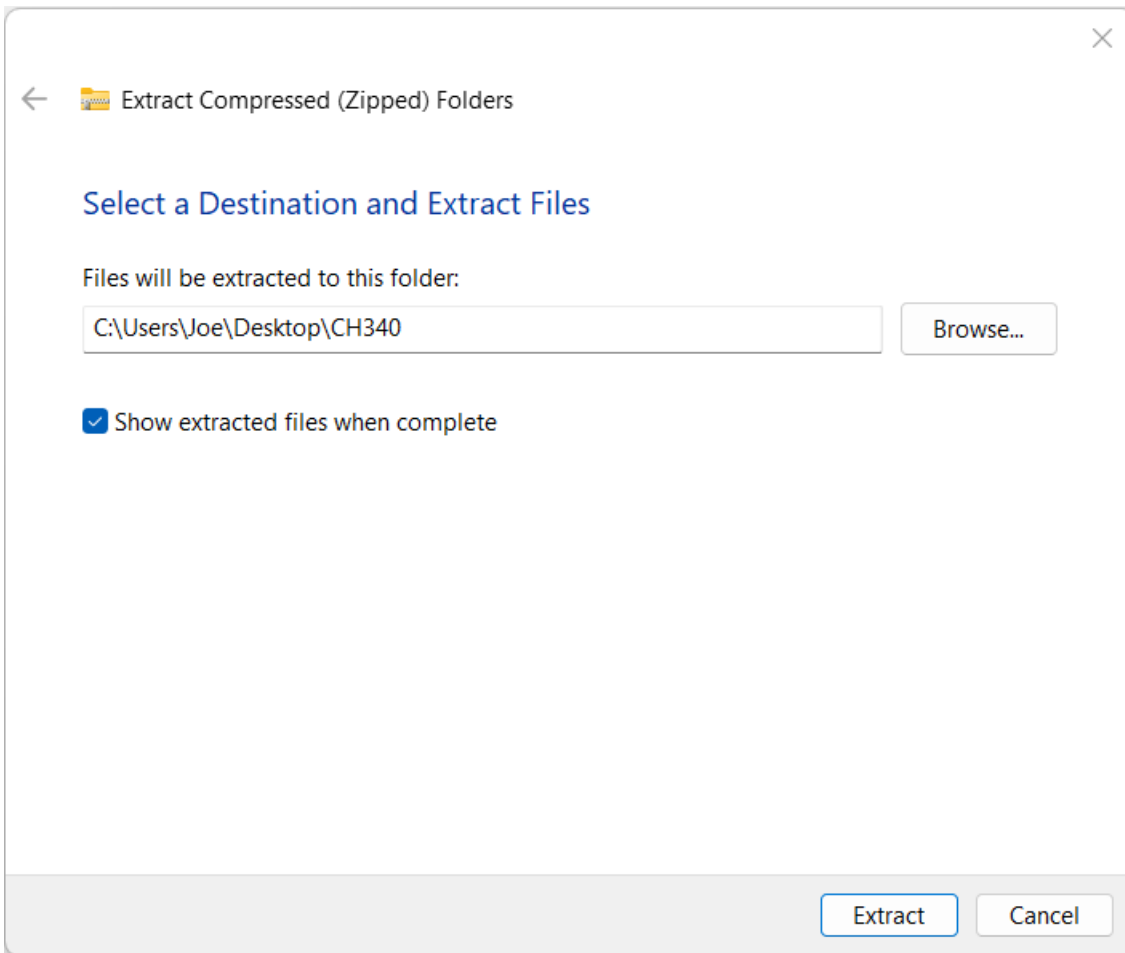 Extract Compressed (Zipped) Folders
Select a Destination and Extract Files
Files will be extracted to this folder:
C:\Users\Joe\Desktop\CH340
Browse...
Show extracted files when complete
Extract
Cancel